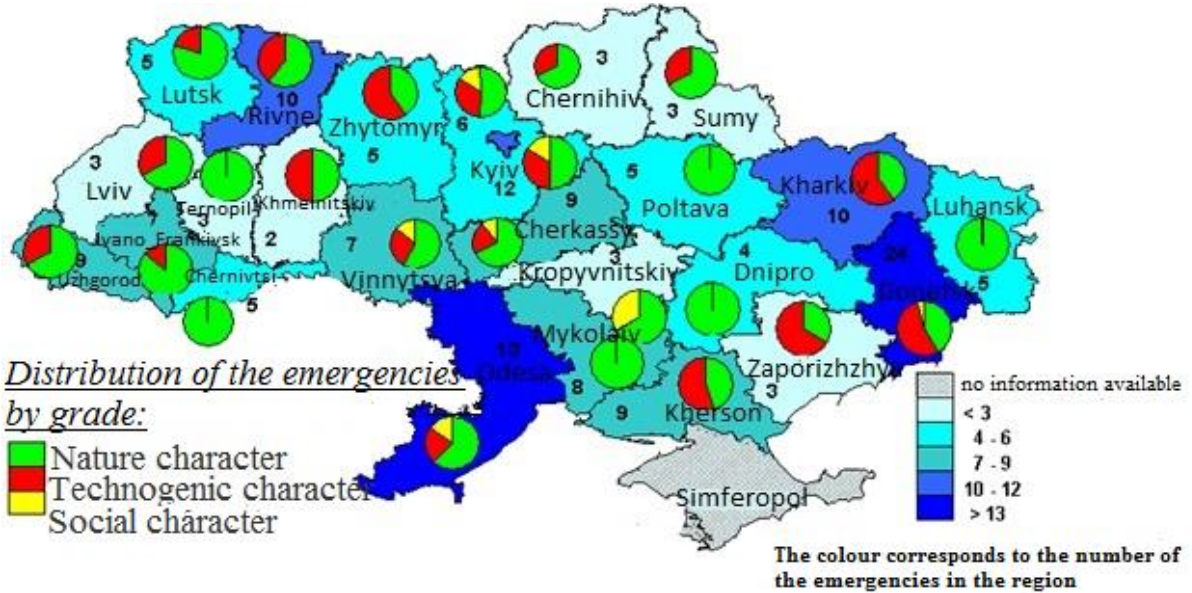 3
Chernihiv
3
Sumy
5
Lutsk
10
Rivne
Zhytomyr
5
6
Kyiv
12
3
Lviv
Ternopil
3
Khmelnitskiy
2
7
Ivano Frankivsk
9
Uzhgorod
Chernivtsi
5
7
Vinnytsya
9
Cherkassy
5
Poltava
Kharkiv
10
Luhansk
5
24
Donetsk
3
Kropyvnitskiy
4
Dnipro
Mykolaiv
8
13
Odesa
Zaporizhzhya
3
Kherson
9
Simferopol
Distribution of the emergencies
by grade:
Nature character
Technogenic character
Social character
no information available
< 3
4 - 6
7 - 9
10 - 12
> 13
The colour corresponds to the number of
the emergencies in the region